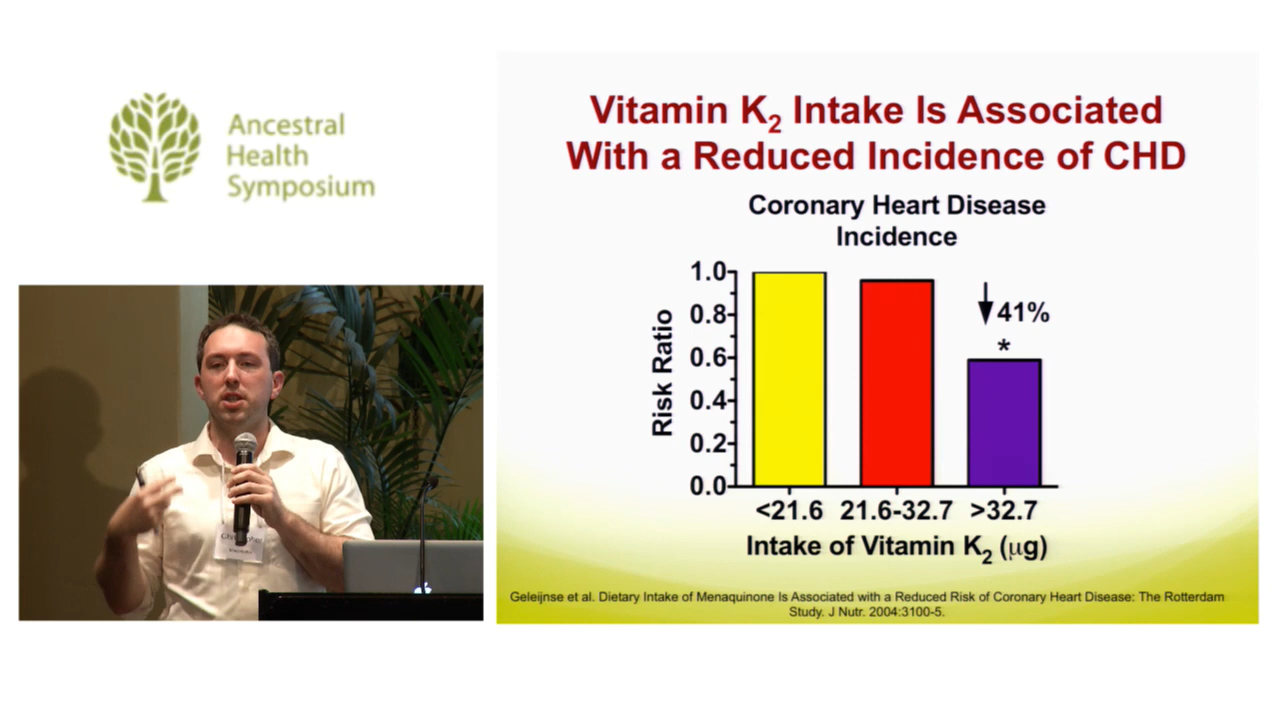 Ancestral
Health
Symposium
Vitamin K₂ Intake Is Associated
With a Reduced Incidence of CHD
Coronary Heart Disease
Incidence
Risk Ratio
1.0
0.8
0.6
0.4
0.2
0.0
↓41%
*
<21.6 21.6-32.7 >32.7
Intake of Vitamin K₂ (μg)
Geleijnse et al. Dietary Intake of Menaquinone Is Associated with a Reduced Risk of Coronary Heart Disease: The Rotterdam
Study. J Nutr. 2004:3100-5.